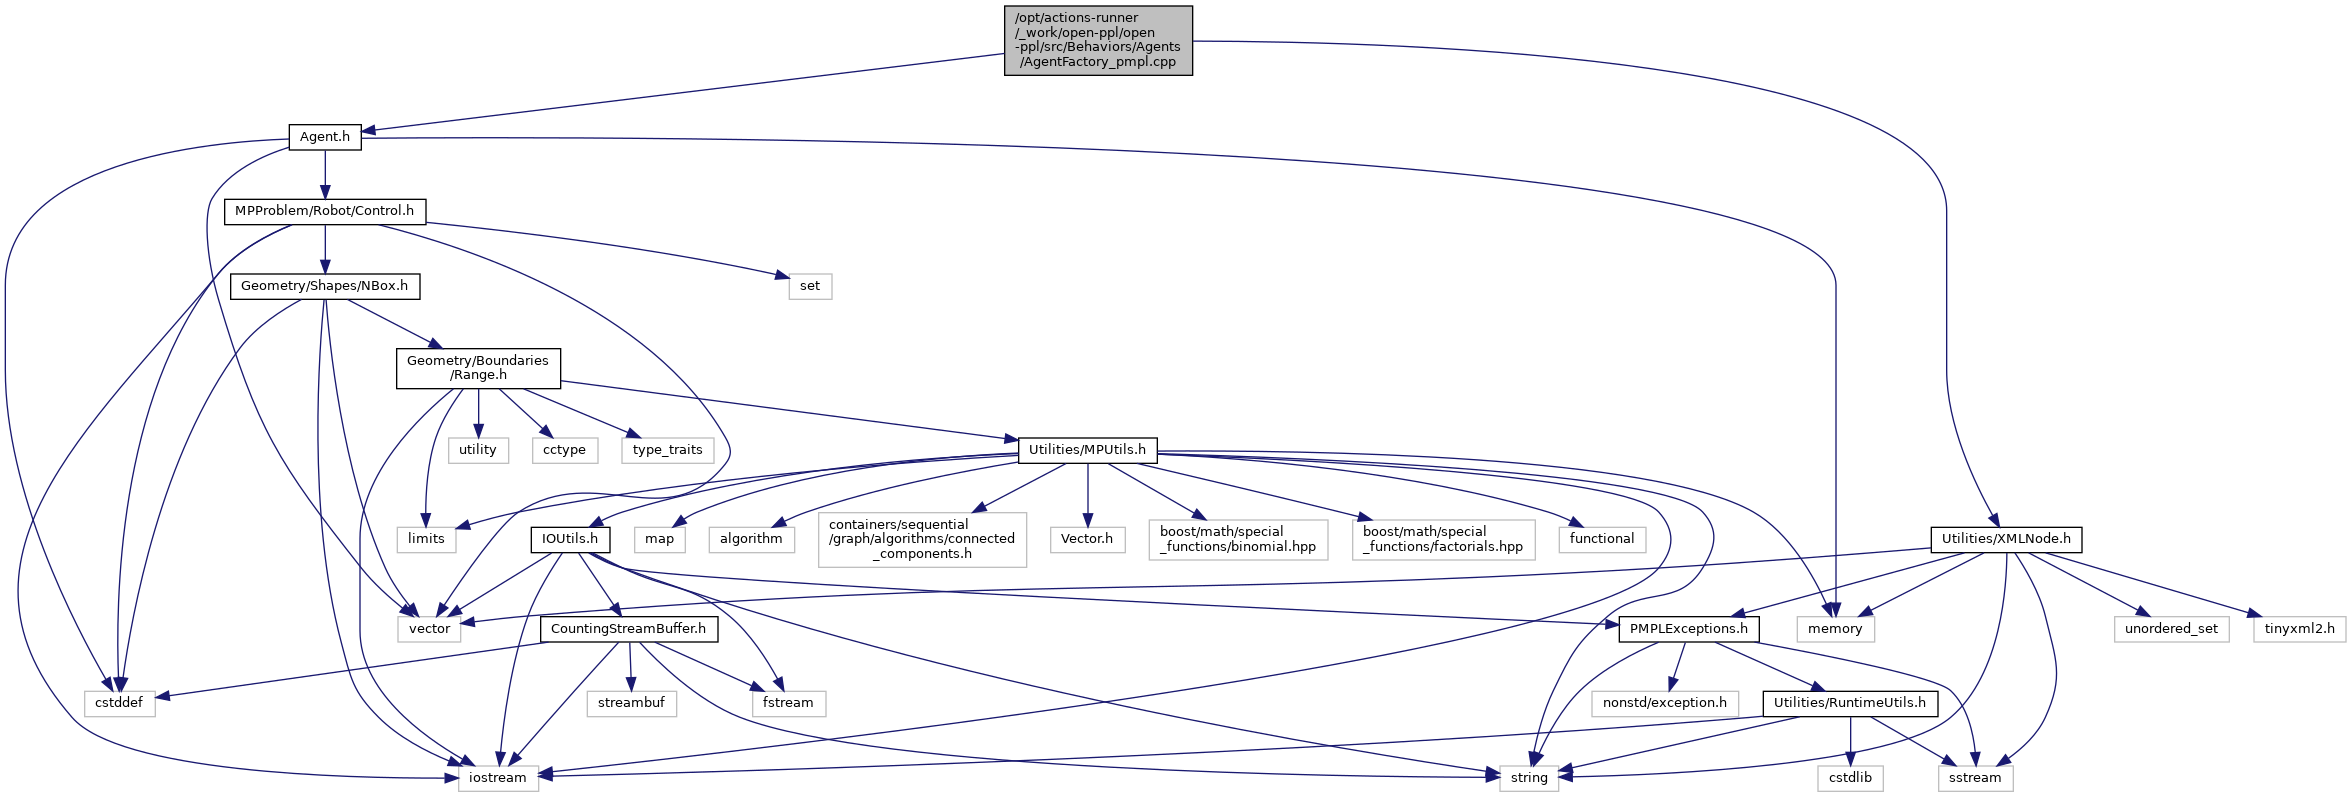 /opt/actions-runner
/_work/open-ppl/open
-ppl/src/Behaviors/Agents
/AgentFactory_pmpl.cpp
Agent.h
MPProblem/Robot/Control.h
Geometry/Shapes/NBox.h
set
Geometry/Boundaries
/Range.h
utility
cctype
type_traits
Utilities/MPUtils.h
limits
IOUtils.h
map
algorithm
containers/sequential
/graph/algorithms/connected
_components.h
Vector.h
boost/math/special
_functions/binomial.hpp
boost/math/special
_functions/factorials.hpp
functional
Utilities/XMLNode.h
vector
CountingStreamBuffer.h
PMPLExceptions.h
memory
unordered_set
tinyxml2.h
cstddef
streambuf
fstream
nonstd/exception.h
Utilities/RuntimeUtils.h
iostream
string
cstdlib
sstream